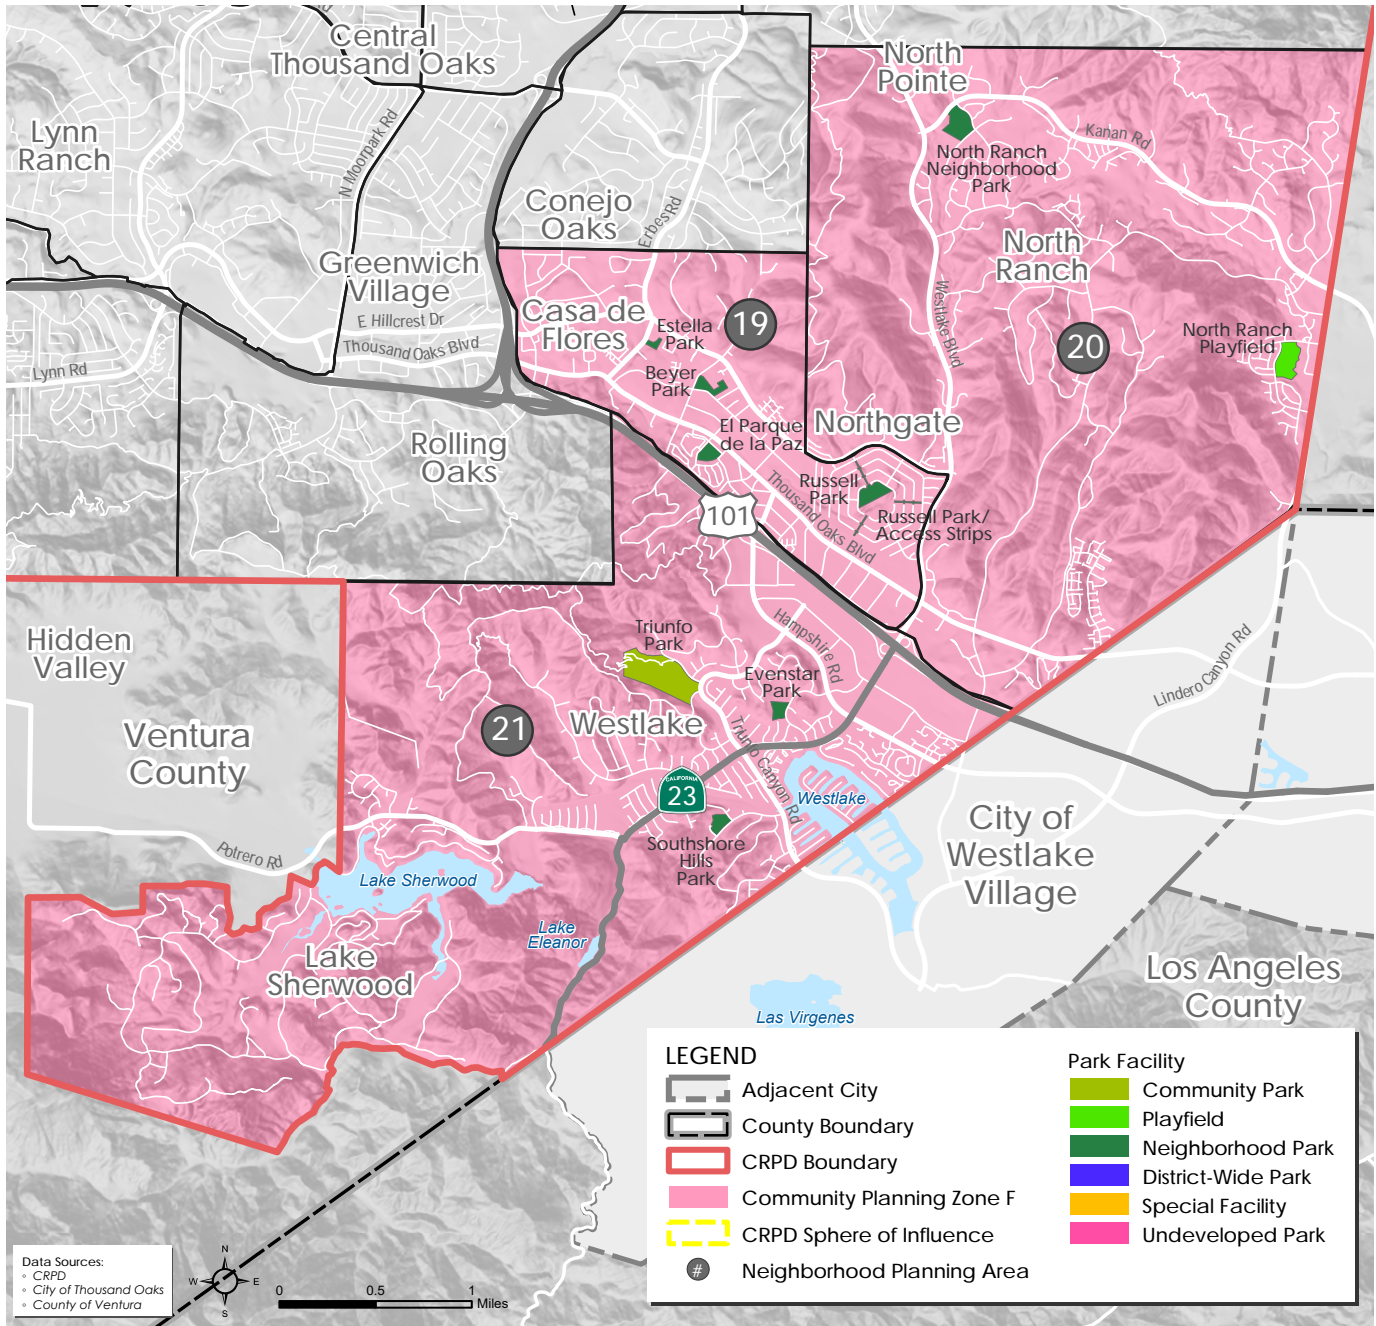 Central
Thousand Oaks
North
Pointe
Lynn
Ranch
N Moorpark Rd
Kanan Rd
North Ranch
Neighborhood
Park
Conejo
Oaks
Erbes Rd
North
Ranch
Greenwich
Village
Casa de
Flores
E Hillcrest Dr
Thousand Oaks Blvd
Estella
Park
19
Westlake Blvd
20
North Ranch
Playfield
Lynn Rd
Beyer
Park
Northgate
El Parque
de la Paz
Rolling
Oaks
Russell
Park
101
Thousand Oaks Blvd
Russell Park/
Access Strips
Hidden
Valley
Triunfo
Park
Hampshire Rd
Evenstar
Park
Lindero Canyon Rd
Ventura
County
21
Westlake
Triunfo Canyon Rd
CALIFORNIA
23
Westlake
City of
Westlake
Village
Potrero Rd
Southshore
Hills
Park
Lake Sherwood
Lake
Eleanor
Lake
Sherwood
Los Angeles
County
Las Virgenes
LEGEND
Adjacent City
County Boundary
CRPD Boundary
Community Planning Zone F
CRPD Sphere of Influence
# Neighborhood Planning Area
Park Facility
Community Park
Playfield
Neighborhood Park
District-Wide Park
Special Facility
Undeveloped Park
Data Sources:
◦ CRPD
◦ City of Thousand Oaks
◦ County of Ventura
N
W E
S
0 0.5 1
Miles